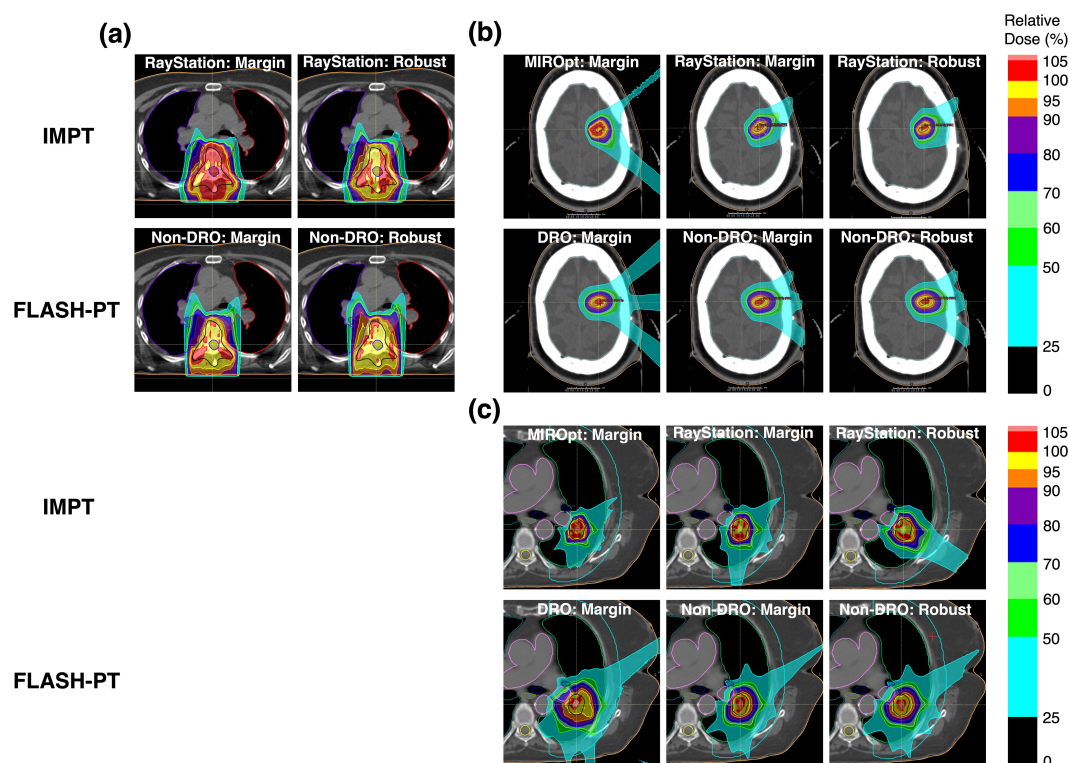 (a)
(b)
Relative
Dose (%)
RayStation: Margin
RayStation: Robust
MIROpt: Margin
RayStation: Margin
RayStation: Robust
IMPT
Non-DRO: Margin
Non-DRO: Robust
DRO: Margin
Non-DRO: Margin
Non-DRO: Robust
FLASH-PT
105
100
95
90
80
70
60
50
25
0
(c)
MIROpt: Margin
RayStation: Margin
RayStation: Robust
IMPT
DRO: Margin
Non-DRO: Margin
Non-DRO: Robust
FLASH-PT
105
100
95
90
80
70
60
50
25
0